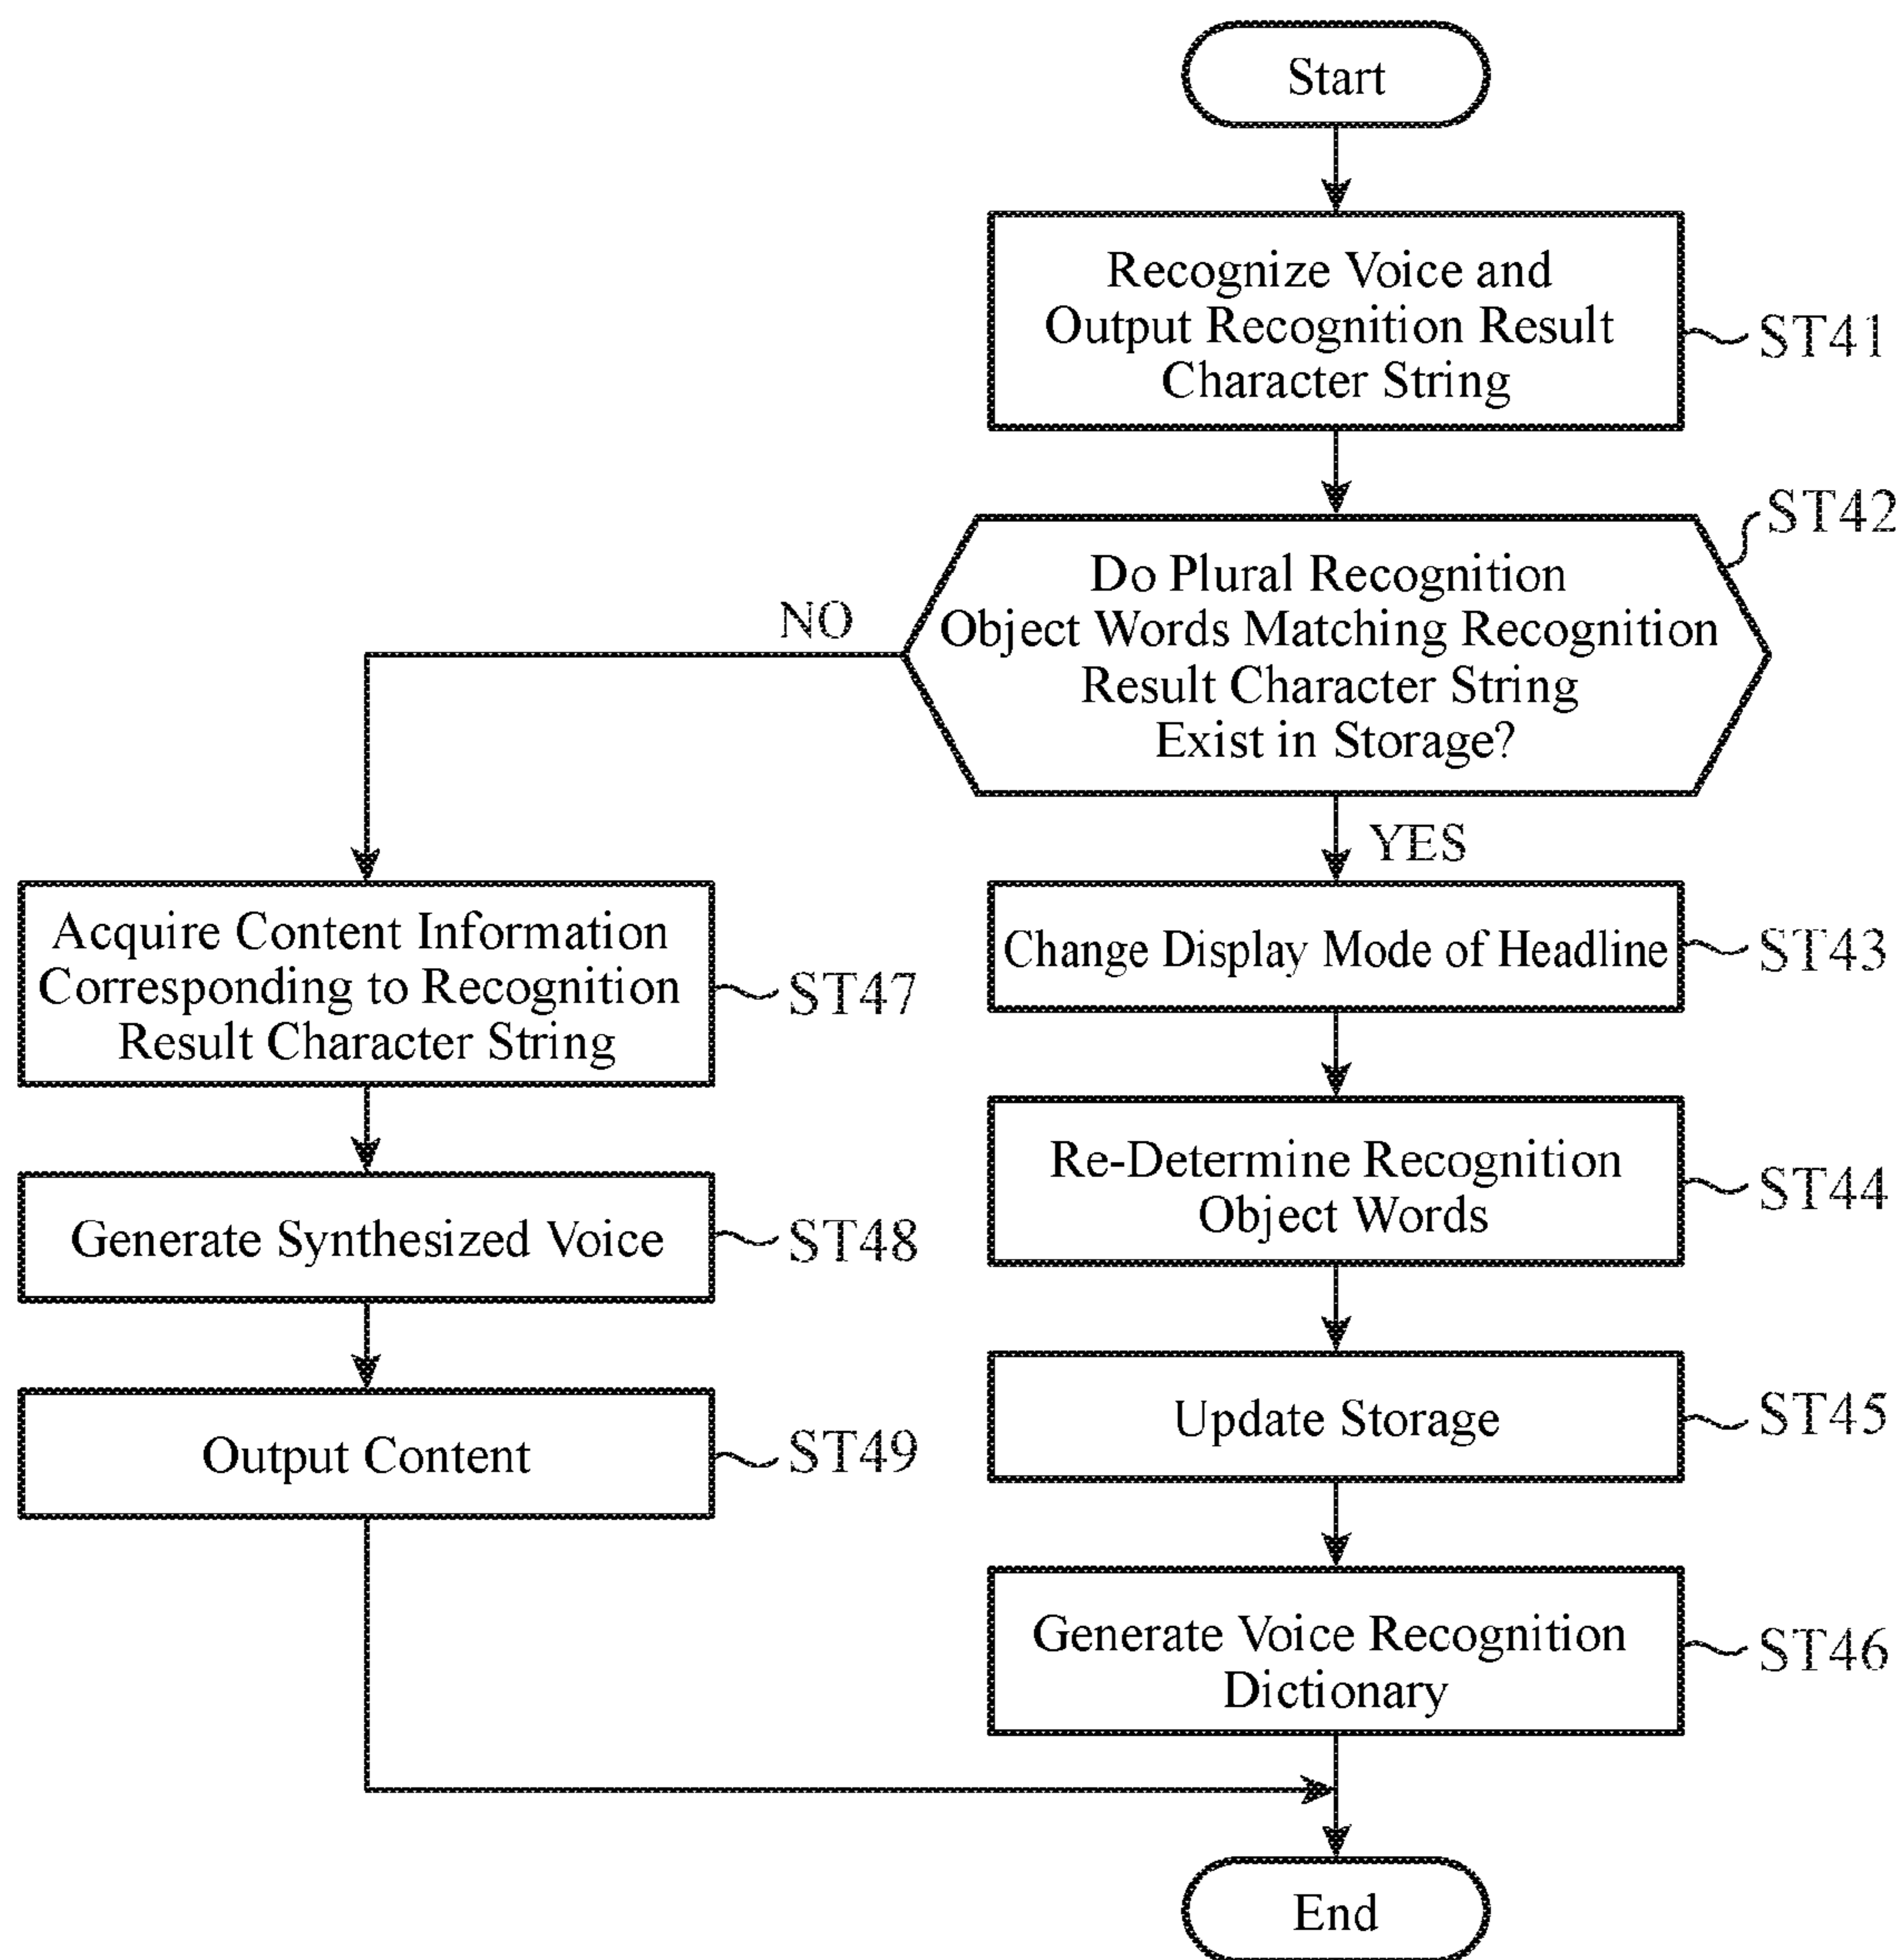 Start
Recognize Voice and
Output Recognition Result
Character String
ST41
ST42
Do Plural Recognition
Object Words Matching Recognition
Result Character String
Exist in Storage?
NO
YES
Acquire Content Information
Corresponding to Recognition
Result Character String
ST47
Change Display Mode of Headline
ST43
Generate Synthesized Voice
ST48
Re-Determine Recognition
Object Words
ST44
Output Content
ST49
Update Storage
ST45
Generate Voice Recognition
Dictionary
ST46
End